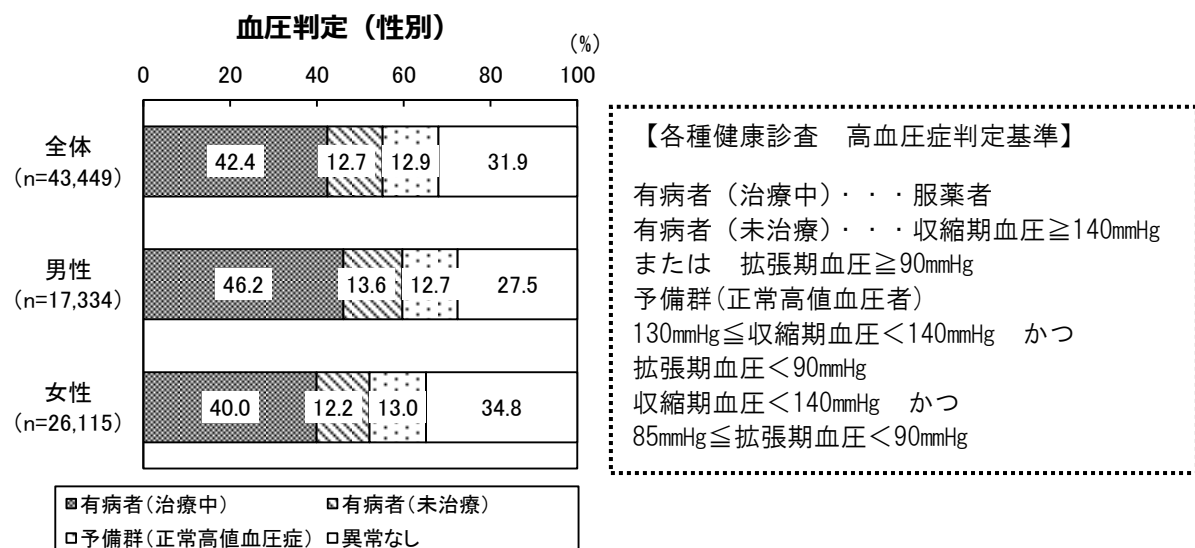 血圧判定（性別）
(%)
0 20 40 60 80 100
全体
(n=43,449)
42.4 12.7 12.9 31.9
男性
(n=17,334)
46.2 13.6 12.7 27.5
女性
(n=26,115)
40.0 12.2 13.0 34.8
有病者(治療中) 有病者(未治療)
予備群(正常高値血圧症) 異常なし
【各種健康診査　高血圧症判定基準】
有病者（治療中）・・・服薬者
有病者（未治療）・・・収縮期血圧≧140mmHg
または　拡張期血圧≧90mmHg
予備群(正常高値血圧者)
130mmHg≦収縮期血圧＜140mmHg　かつ
拡張期血圧＜90mmHg
収縮期血圧＜140mmHg　かつ
85mmHg≦拡張期血圧＜90mmHg